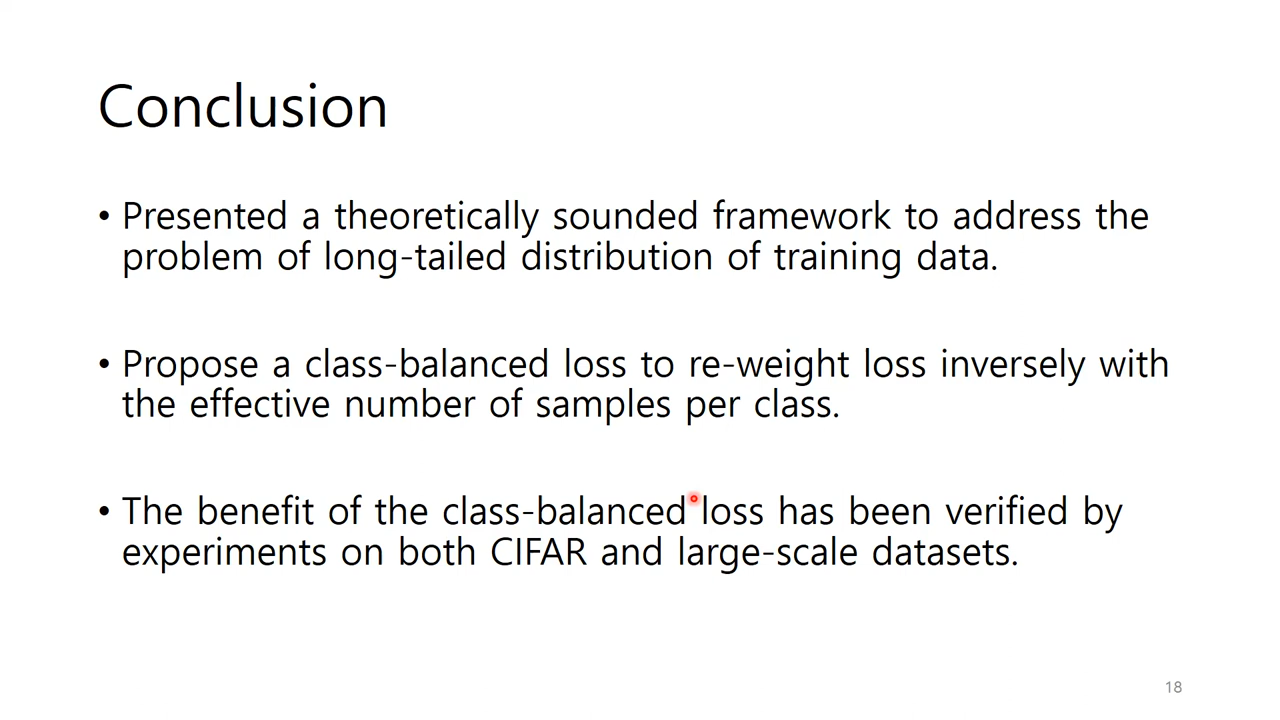 Conclusion
• Presented a theoretically sounded framework to address the
problem of long-tailed distribution of training data.
• Propose a class-balanced loss to re-weight loss inversely with
the effective number of samples per class.
• The benefit of the class-balanced loss has been verified by
experiments on both CIFAR and large-scale datasets.
18